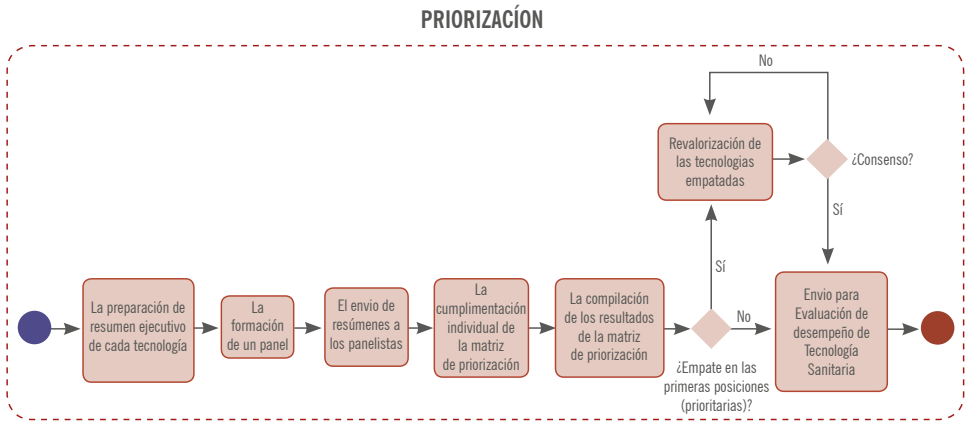 PRIORIZACÍON
La preparación de
resumen ejecutivo
de cada tecnología
La
formación
de un panel
El envio de
resúmenes a
los panelistas
La
cumplimentación
individual de
la matriz
de priorización
La compilación
de los resultados
de la matriz
de priorización
¿Empate en las
primeras posiciones
(prioritarias)?
Sí
No
Revalorización de
las tecnologias
empatadas
¿Consenso?
No
Sí
Envio para
Evaluación de
desempeño de
Tecnología
Sanitaria